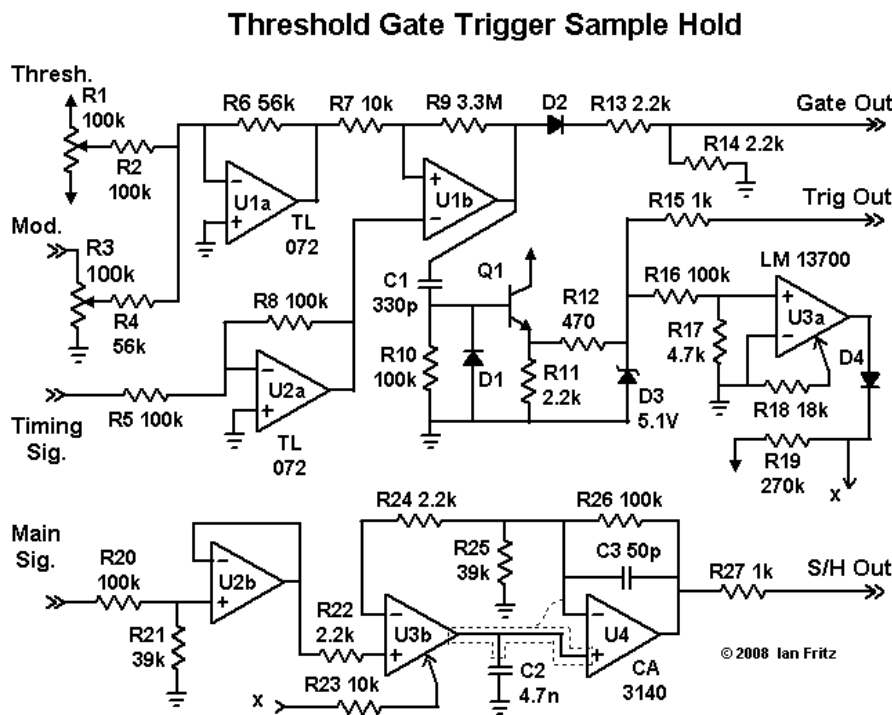 Threshold Gate Trigger Sample Hold
Thresh.
R1
100k
R2
100k
R6 56k
R7 10k
R9 3.3M
D2
R13 2.2k
Gate Out
R14 2.2k
U1a
TL
072
U1b
R15 1k
Trig Out
Mod.
R3
100k
R4
56k
R8 100k
C1
330p
Q1
R12
470
R16 100k
LM 13700
U3a
R17
4.7k
D4
R10
100k
D1
R11
2.2k
D3
5.1V
R18 18k
Timing
Sig.
R5 100k
U2a
TL
072
R19
270k
x
Main
Sig.
R20
100k
R21
39k
U2b
R24 2.2k
R25
39k
R26 100k
C3 50p
R27 1k
S/H Out
R22
2.2k
U3b
U4
x
R23 10k
C2
4.7n
CA
3140
© 2008 Ian Fritz